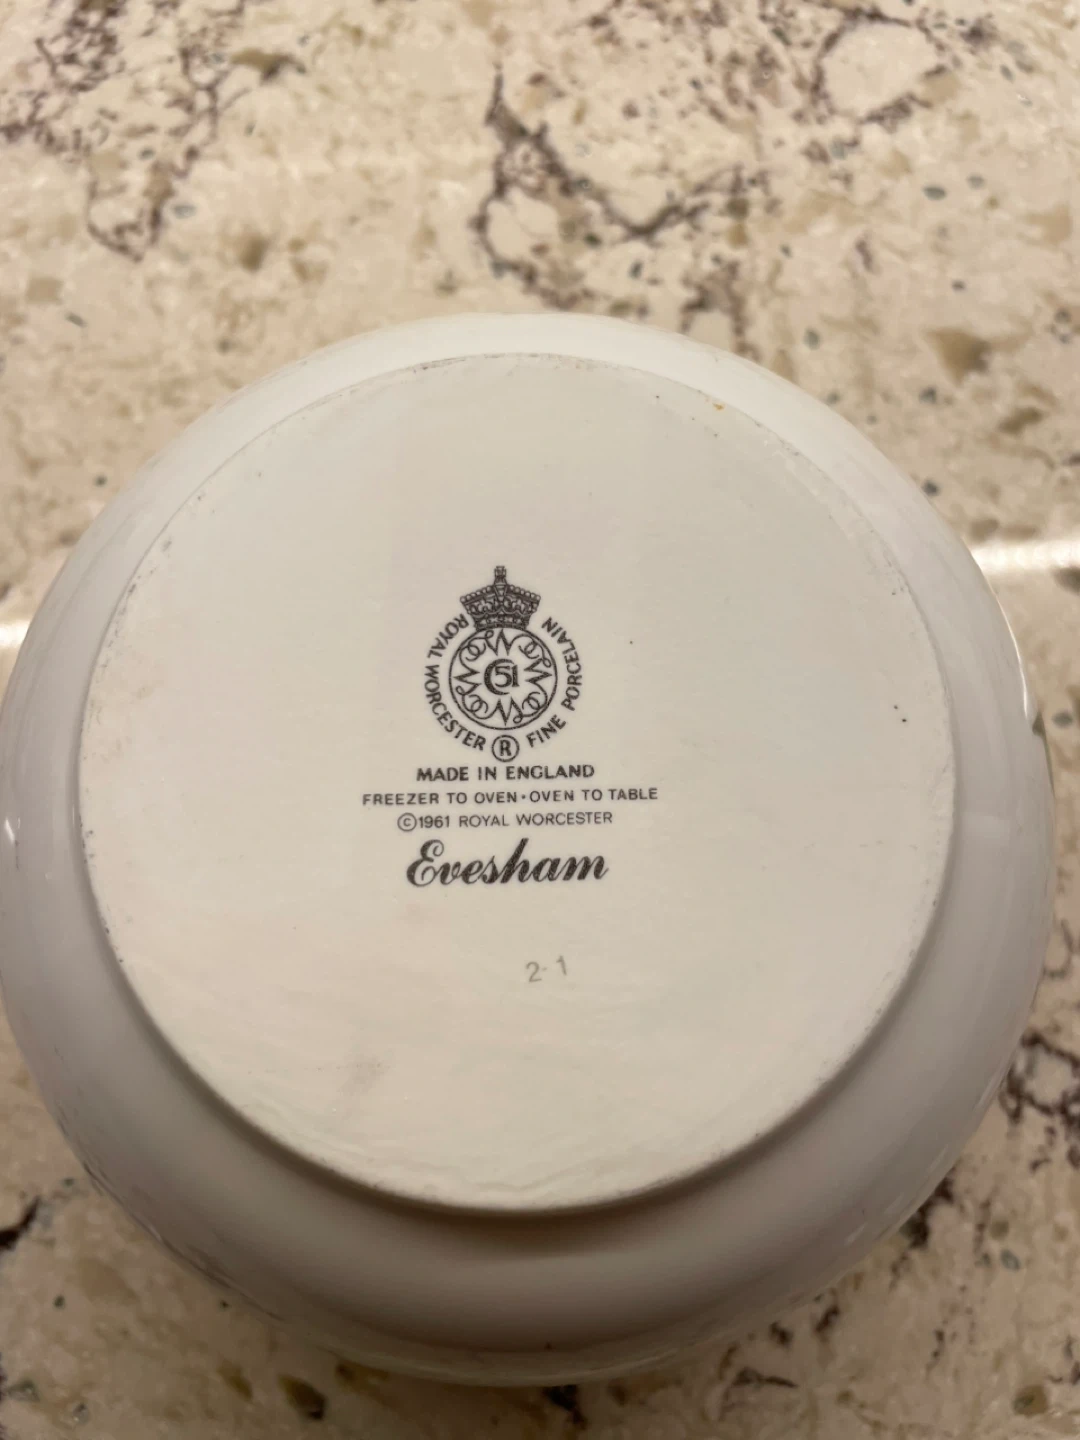 ROYAL WORCESTER ® FINE PORCELAIN
51
MADE IN ENGLAND
FREEZER TO OVEN • OVEN TO TABLE
©1961 ROYAL WORCESTER
Evesham
2-1